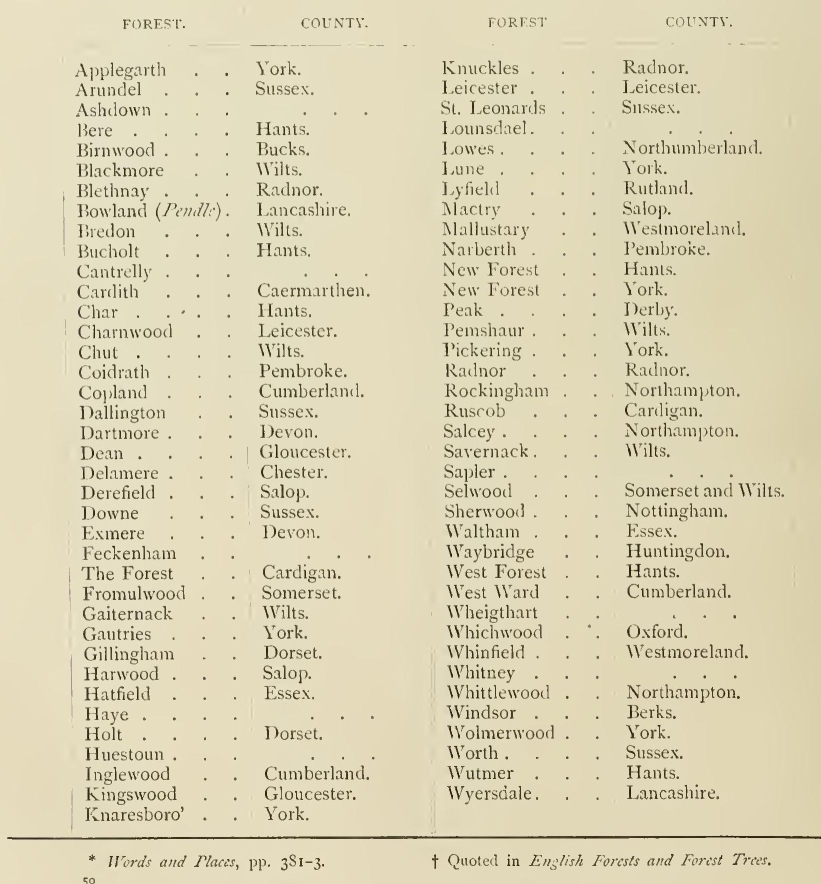 FOREST. COUNTY.
Applegarth . . York.
Arundel . . . Sussex.
Ashdown . . . . .
Bere . . . . Hants.
Birnwood . . . Bucks.
Blackmore . . Wilts.
Blethnay . . . Radnor.
Bowland (Pendle) . Lancashire.
Bredon . . . Wilts.
Bucholt . . . Hants.
Cantrelly . . . . . .
Cardith . . . Caermarthen.
Char . . . . Hants.
Charnwood . . Leicester.
Chut . . . . Wilts.
Coidrath . . . Pembroke.
Copland . . . Cumberland.
Dallington . . Sussex.
Dartmore . . . Devon.
Dean . . . . Gloucester.
Delamere . . . Chester.
Derefield . . . Salop.
Downe . . . Sussex.
Exmere . . . Devon.
Feckenham . . . . .
The Forest . . Cardigan.
Fromulwood . . Somerset.
Gaiternack . . Wilts.
Gautries . . . York.
Gillingham . . Dorset.
Harwood . . . Salop.
Hatfield . . . Essex.
Haye . . . . . . .
Holt . . . . Dorset.
Huestoun . . . . . .
Inglewood . . Cumberland.
Kingswood . . Gloucester.
Knaresboro' . . York.
FOREST COUNTY.
Knuckles . . . Radnor.
Leicester . . . Leicester.
St. Leonards . . Sussex.
Lounsdael . . . . . .
Lowes . . . . Northumberland.
Lune . . . . York.
Lyfield . . . Rutland.
Mactry . . . Salop.
Mallustary . . Westmoreland.
Narberth . . . Pembroke.
New Forest . . Hants.
New Forest . . York.
Peak . . . . Derby.
Pemshaur . . . Wilts.
Pickering . . . York.
Radnor . . . Radnor.
Rockingham . . Northampton.
Ruscob . . . Cardigan.
Salcey . . . . Northampton.
Savernack . . . Wilts.
Sapler . . . . . . .
Selwood . . . Somerset and Wilts.
Sherwood . . . Nottingham.
Waltham . . . Essex.
Waybridge . . Huntingdon.
West Forest . . Hants.
West Ward . . Cumberland.
Wheigthart . . . . .
Whichwood . . Oxford.
Whinfield . . . Westmoreland.
Whitney . . . . . .
Whittlewood . . Northampton.
Windsor . . . Berks.
Wolmerwood . . York.
Worth . . . . Sussex.
Wutmer . . . Hants.
Wyersdale . . . Lancashire.
* Words and Places, pp. 381-3.
† Quoted in English Forests and Forest Trees.
50